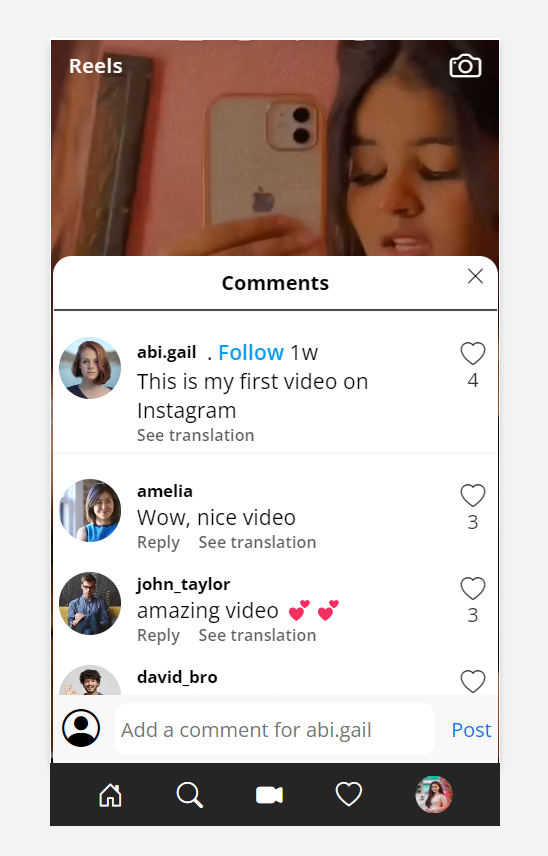 Reels
Comments
abi.gail . Follow 1w
This is my first video on
Instagram
See translation
4
amelia
Wow, nice video
Reply See translation
3
john_taylor
amazing video 💕 💕
Reply See translation
3
david_bro
Add a comment for abi.gail
Post